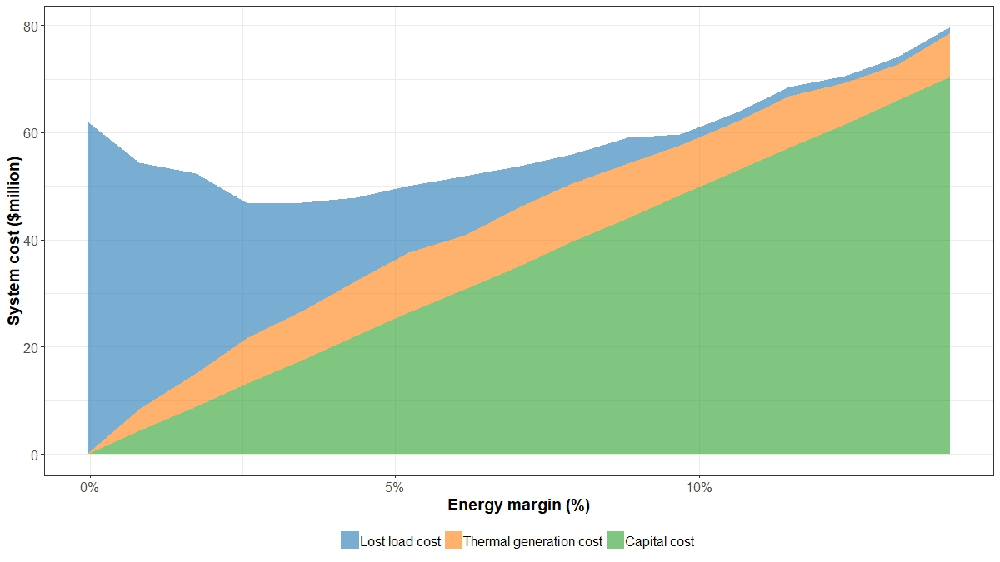 80
60
40
20
0
System cost ($million)
0% 5% 10%
Energy margin (%)
Lost load cost Thermal generation cost Capital cost